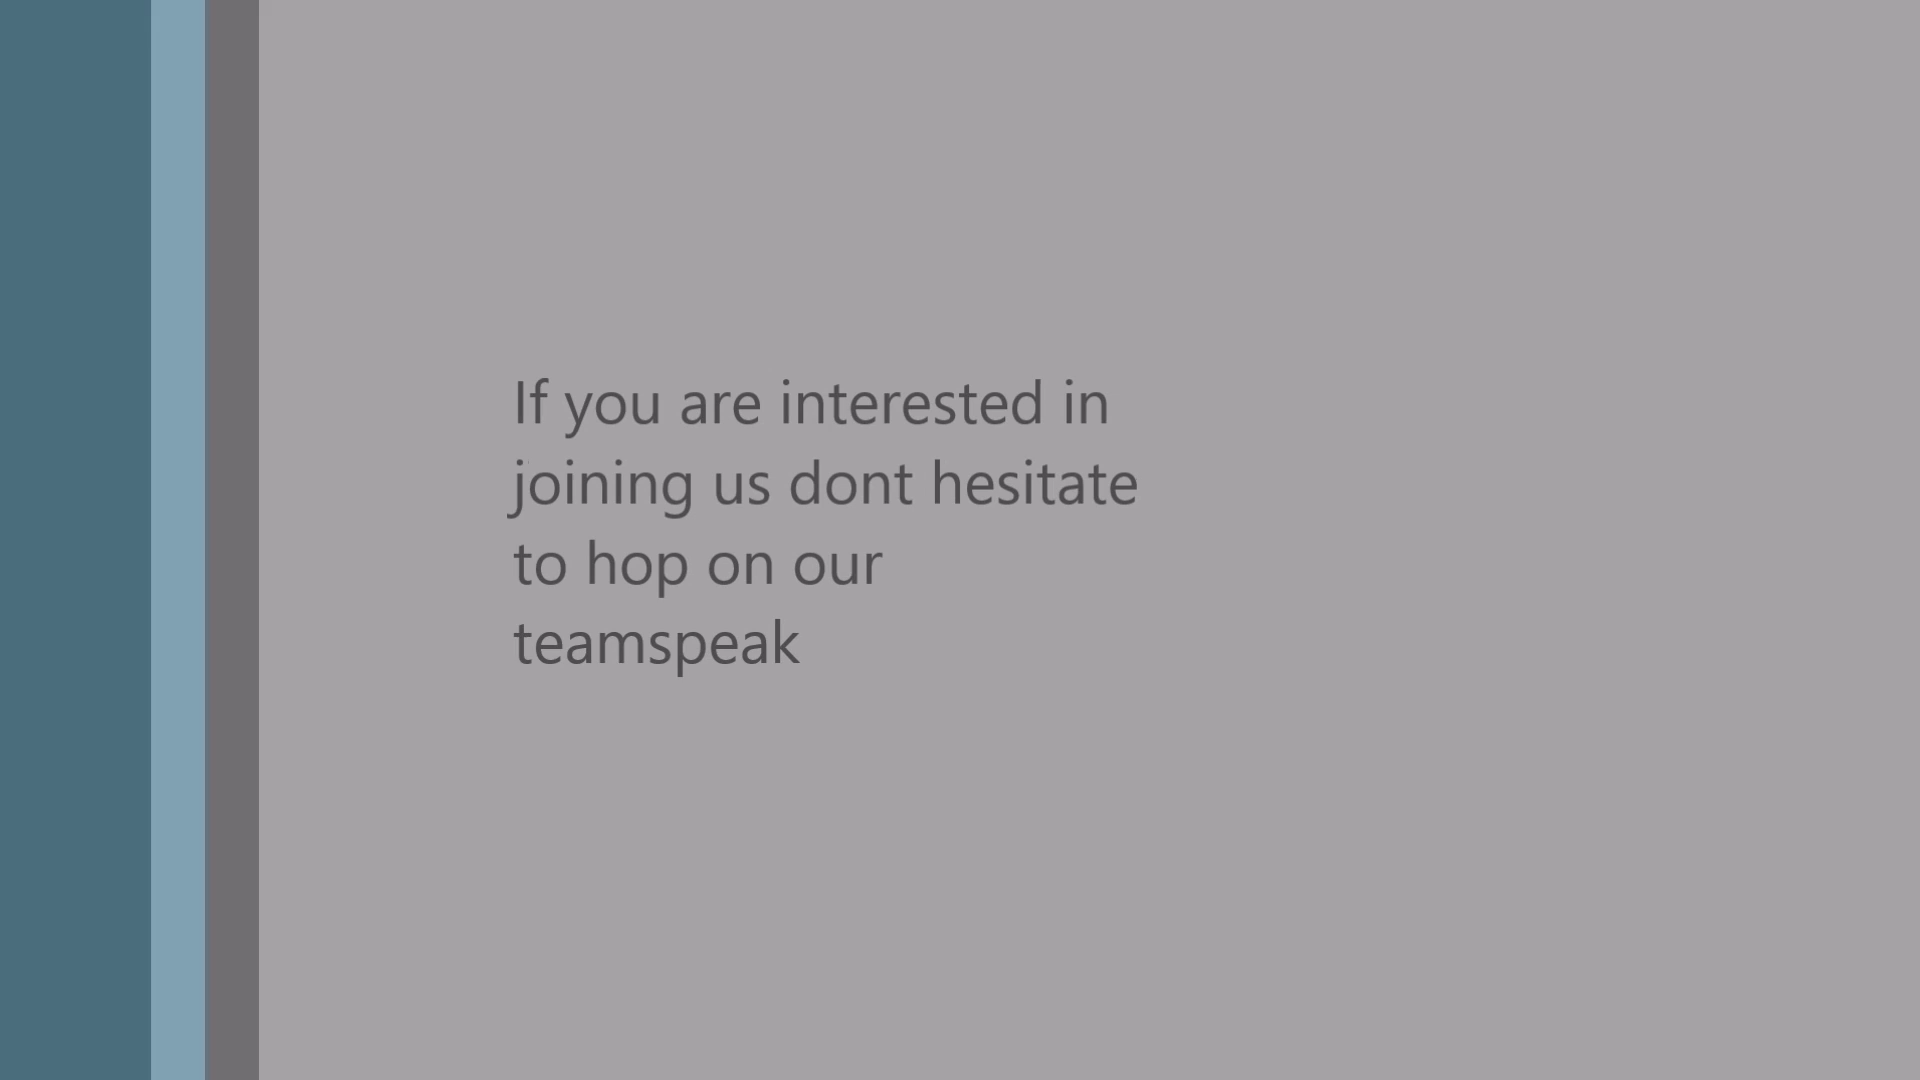 If you are interested in
joining us dont hesitate
to hop on our
teamspeak